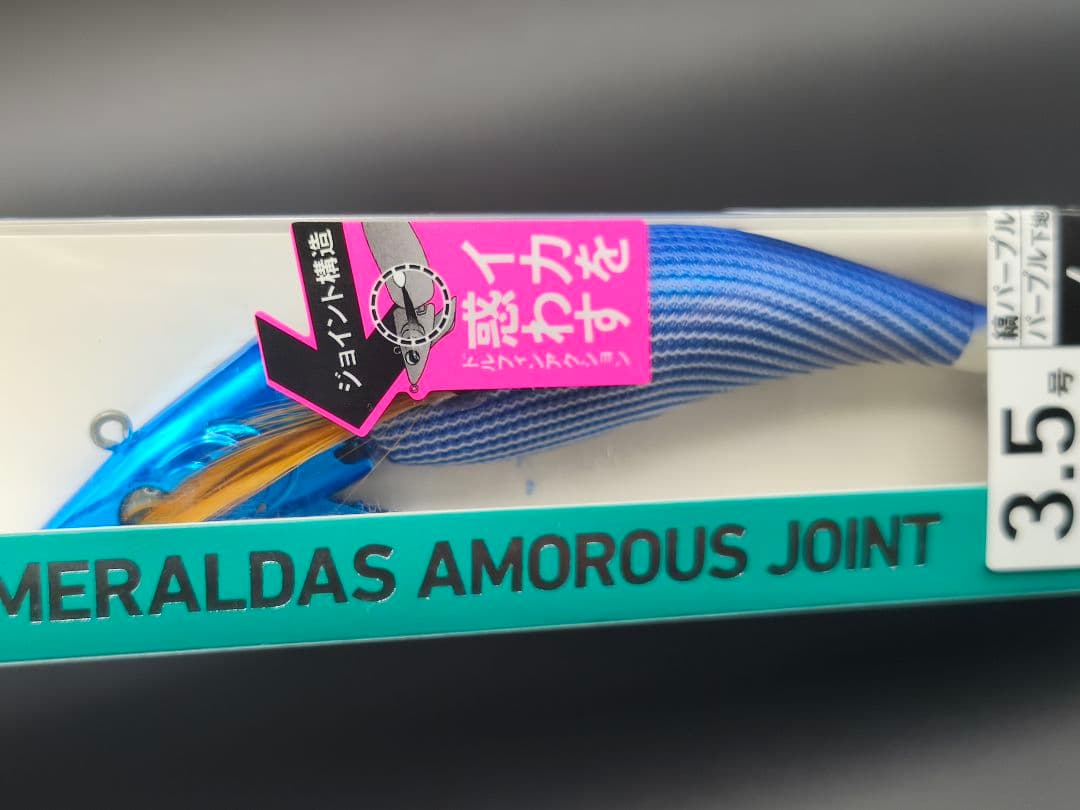 ジョイント構造
イカを
惑わす
ドルフィンアクション
縞パープル
パープル下地
3.5号
MERALDAS AMOROUS JOINT